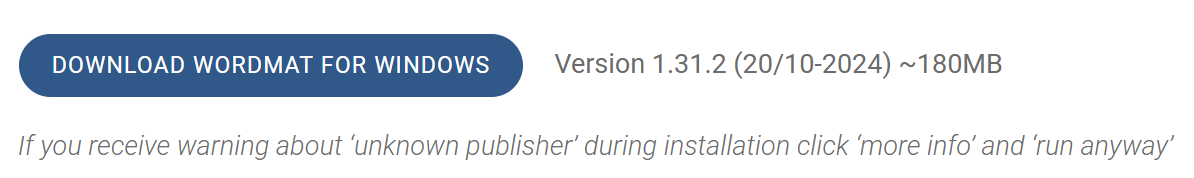 DOWNLOAD WORDMAT FOR WINDOWS Version 1.31.2 (20/10-2024) ~180MB
If you receive warning about ‘unknown publisher’ during installation click ‘more info’ and ‘run anyway’